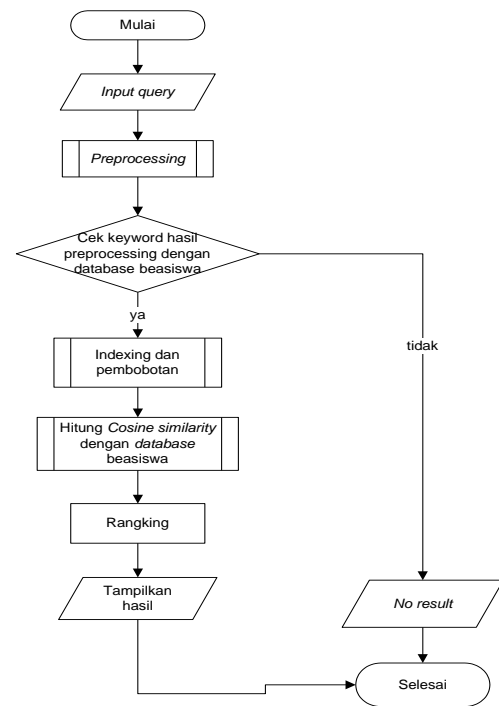 Mulai
Input query
Preprocessing
Cek keyword hasil
preprocessing dengan
database beasiswa
ya
tidak
Indexing dan
pembobotan
Hitung Cosine similarity
dengan database
beasiswa
Rangking
Tampilkan
hasil
No result
Selesai